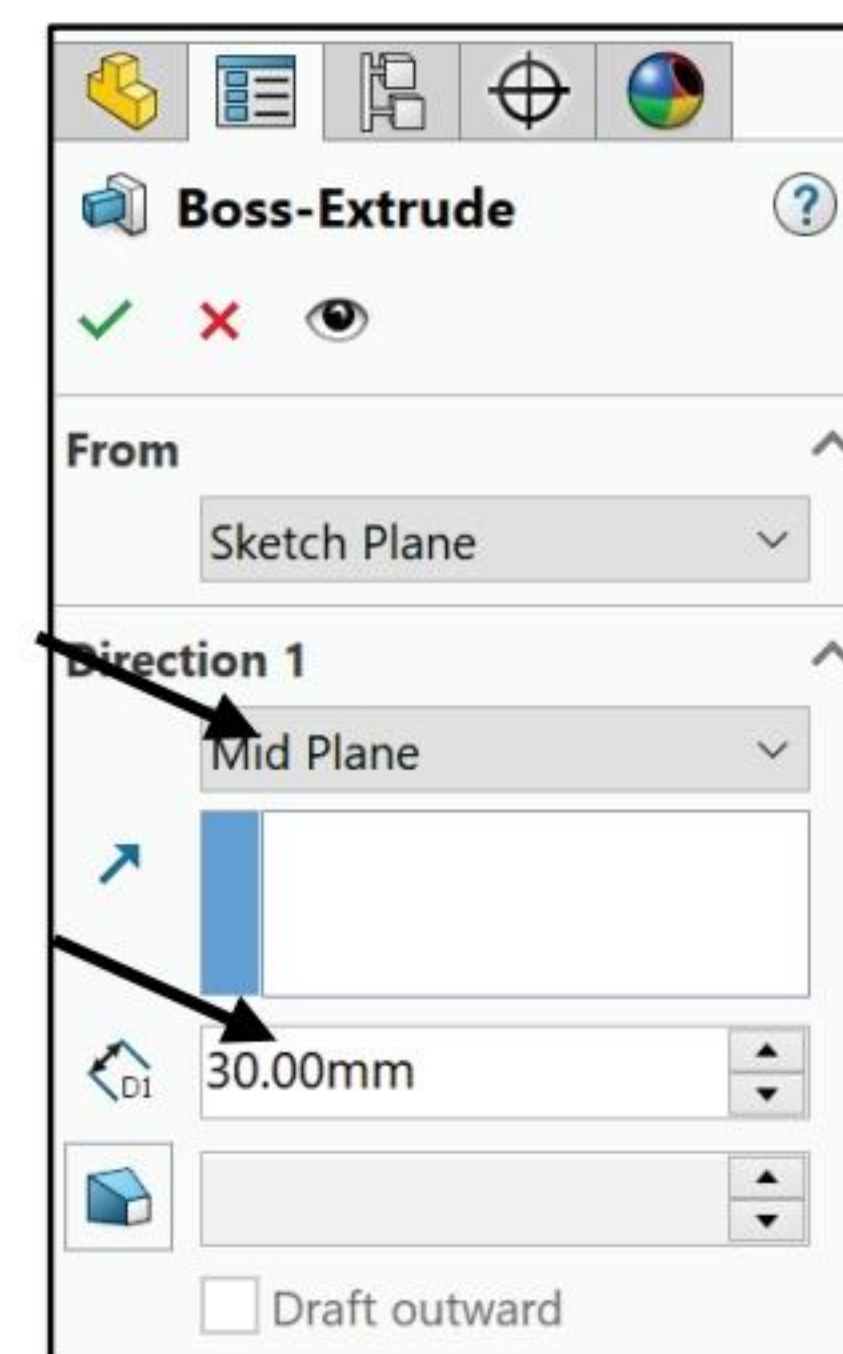 Boss-Extrude ?
From
Sketch Plane
Direction 1
Mid Plane
D1 30.00mm
Draft outward